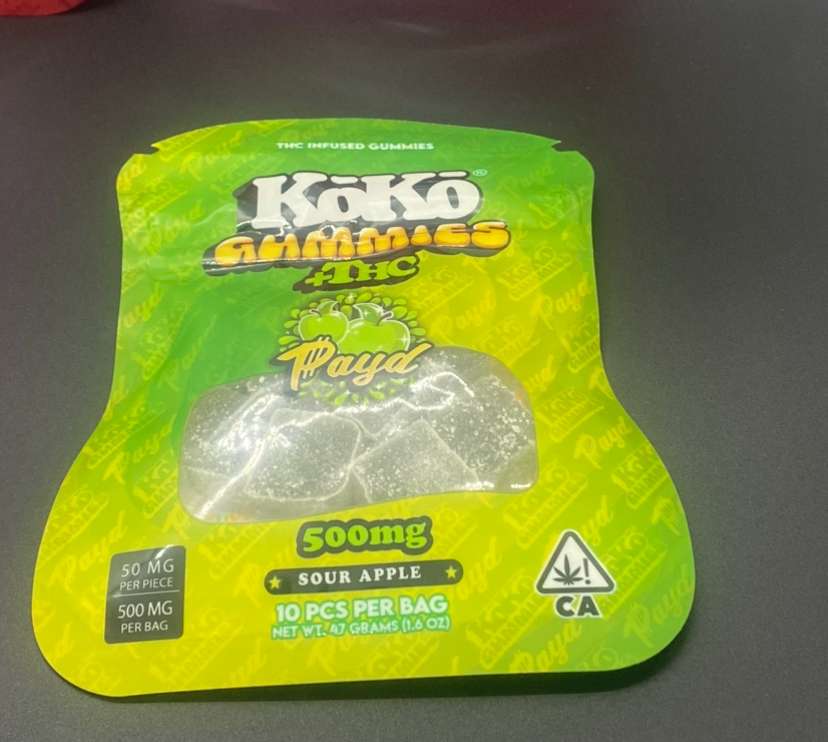 THC INFUSED GUMMIES
KōKō®
GUMMIES
+THC
Payd
500mg
SOUR APPLE
50 MG
PER PIECE
500 MG
PER BAG
10 PCS PER BAG
NET WT. 47 GRAMS (1.6 OZ)
!
CA